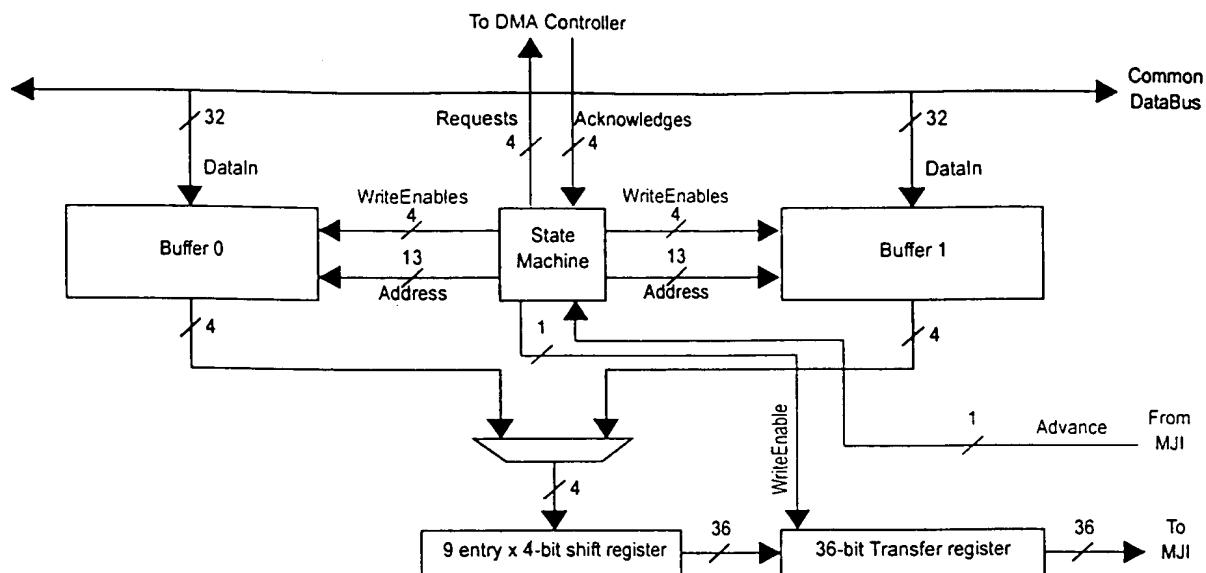 To DMA Controller
Common
DataBus
32
Requests
4
Acknowledges
4
32
DataIn
DataIn
WriteEnables
4
WriteEnables
4
Buffer 0
State
Machine
Buffer 1
13
Address
13
Address
4
1
4
WriteEnable
1
Advance
From
MJI
4
9 entry x 4-bit shift register
36
36-bit Transfer register
36
To
MJI